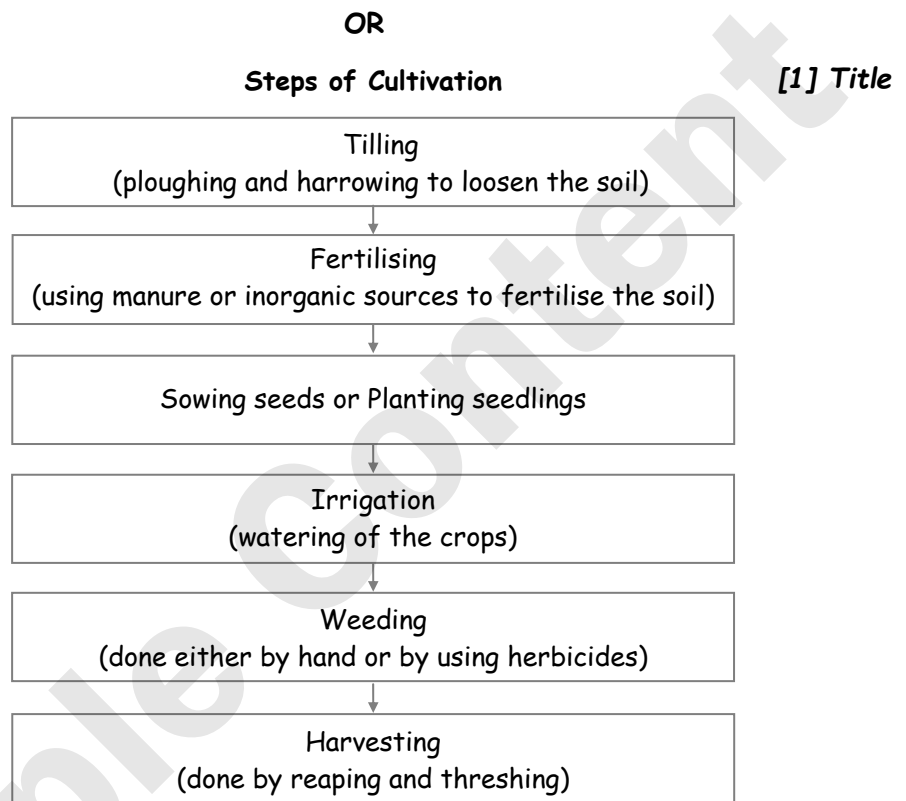 OR
Steps of Cultivation [1] Title
Tilling
(ploughing and harrowing to loosen the soil)
Fertilising
(using manure or inorganic sources to fertilise the soil)
Sowing seeds or Planting seedlings
Irrigation
(watering of the crops)
Weeding
(done either by hand or by using herbicides)
Harvesting
(done by reaping and threshing)
ple Content